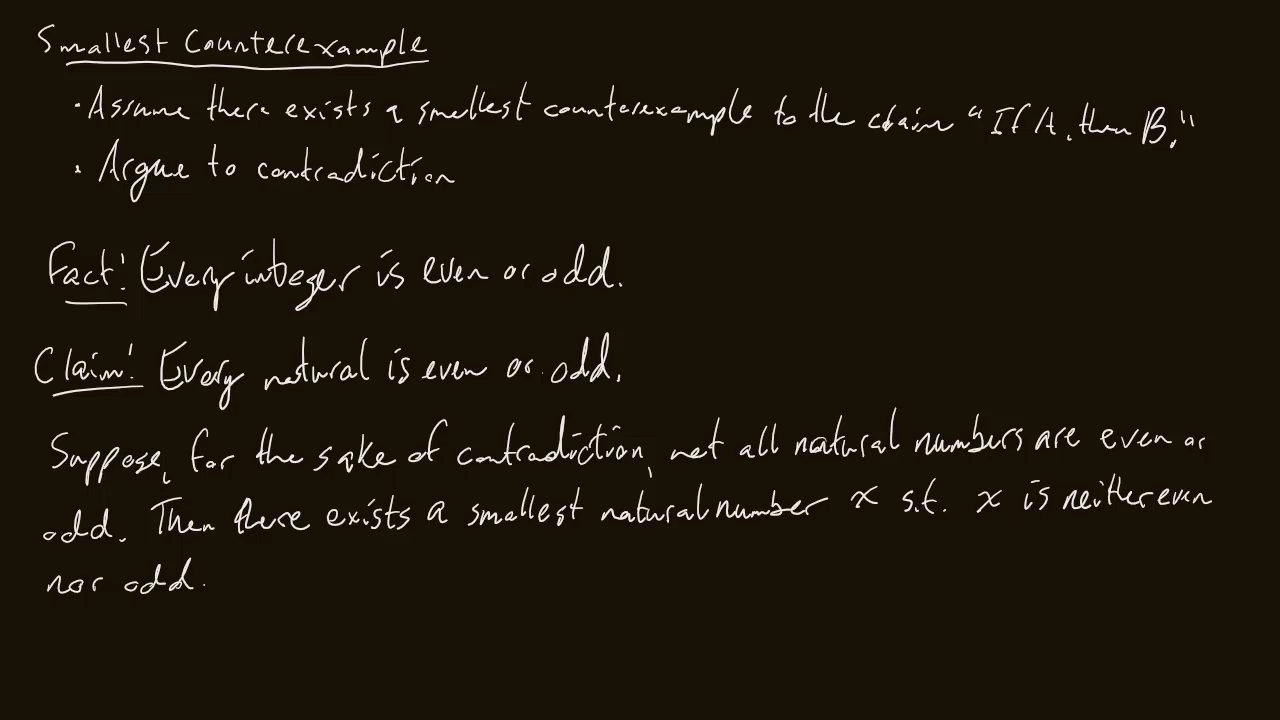 Smallest Counterexample
· Assume there exists a smallest counterexample to the claim "If A, then B."
· Argue to contradiction
Fact: Every integer is even or odd.
Claim: Every natural is even or odd.
Suppose, for the sake of contradiction, not all natural numbers are even or
odd. Then there exists a smallest natural number x s.t. x is neither even
nor odd.